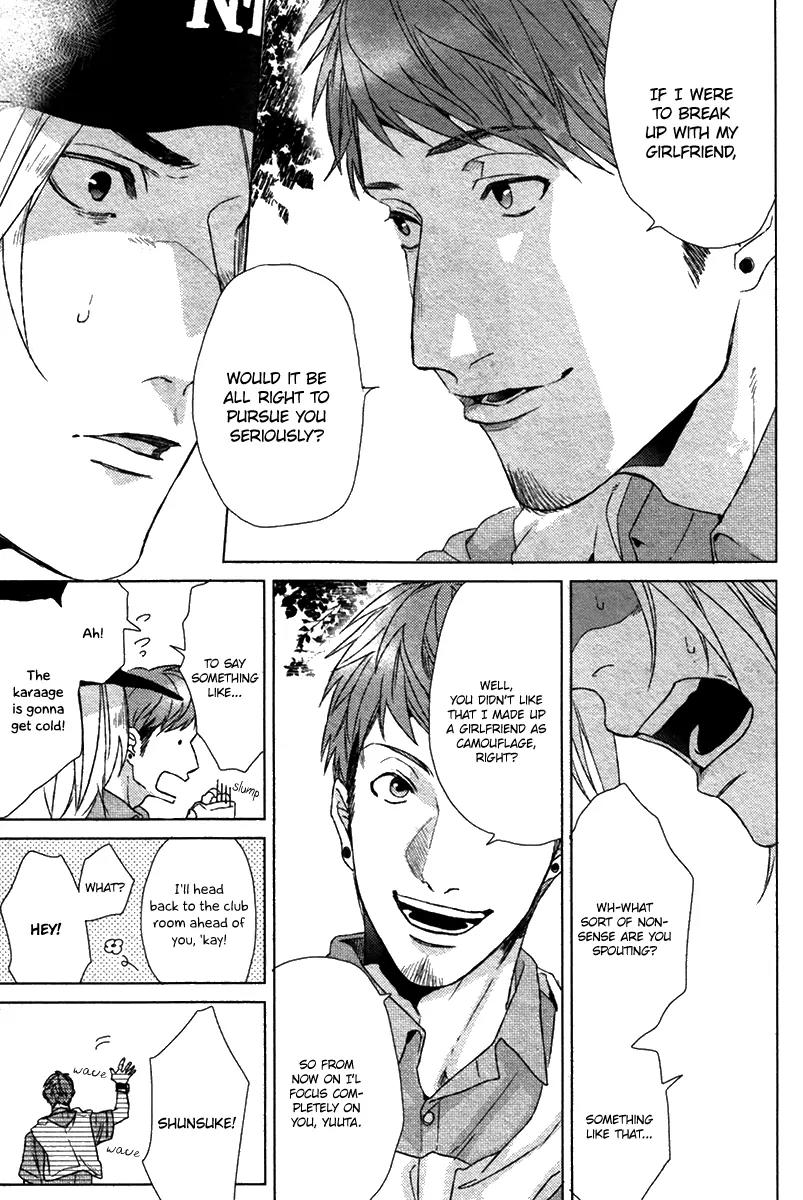 IF I WERE
TO BREAK
UP WITH MY
GIRLFRIEND,
WOULD IT BE
ALL RIGHT TO
PURSUE YOU
SERIOUSLY?
WH-WHAT
SORT OF NON-
SENSE ARE YOU
SPOUTING?
SOMETHING
LIKE THAT...
WELL,
YOU DIDN'T LIKE
THAT I MADE UP
A GIRLFRIEND AS
CAMOUFLAGE,
RIGHT?
SO FROM
NOW ON I'L
FOCUS COM-
PLETELY ON
YOU, YUUTA.
TO SAY
SOMETHING
LIKE...
slump
Ah!
The
karaage
is gonna
get cold!
I'll head
back to the club
room ahead of
you, 'kay!
WHAT?
HEY!
SHUNSUKE!
wave
wave